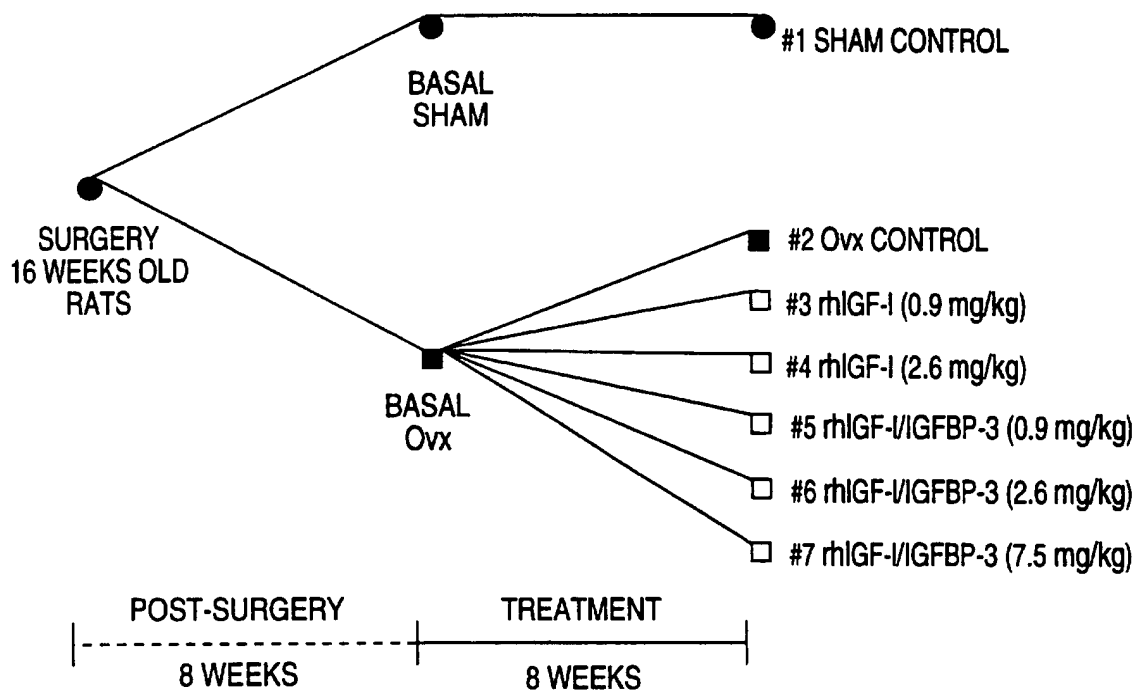 #1 SHAM CONTROL
BASAL
SHAM
SURGERY
16 WEEKS OLD
RATS
#2 Ovx CONTROL
#3 rhIGF-I (0.9 mg/kg)
#4 rhIGF-I (2.6 mg/kg)
BASAL
Ovx
#5 rhIGF-I/IGFBP-3 (0.9 mg/kg)
#6 rhIGF-I/IGFBP-3 (2.6 mg/kg)
#7 rhIGF-I/IGFBP-3 (7.5 mg/kg)
POST-SURGERY
TREATMENT
8 WEEKS
8 WEEKS